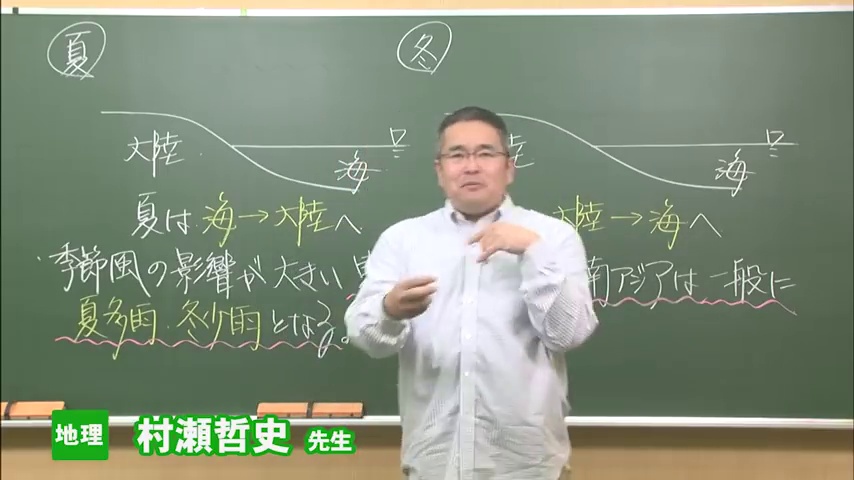 夏
冬
大陸
海
陸
海
夏は海→大陸へ
大陸→海へ
季節風の影響が大きい
南アジアは一般に
夏多雨・冬少雨となる。
地理 村瀬哲史 先生